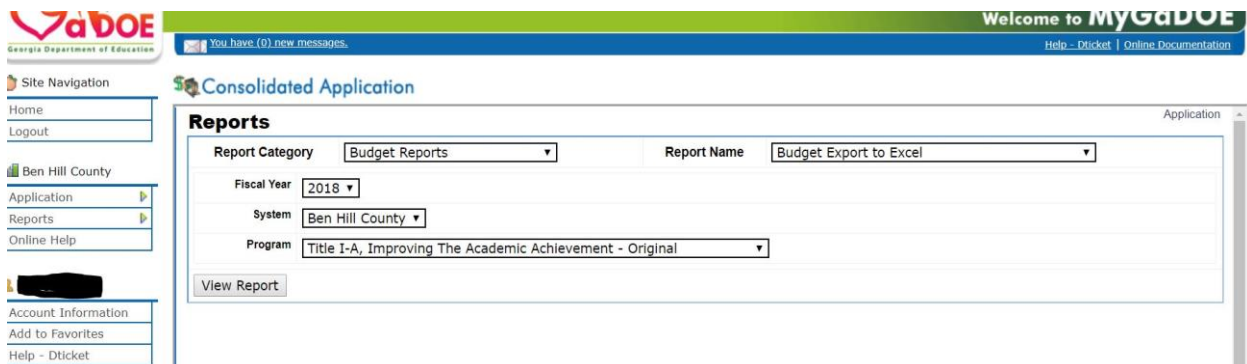 GaDOE
Georgia Department of Education
Welcome to MyGaDOE
You have (0) new messages.
Help - Dticket | Online Documentation
Site Navigation
Home
Logout
Ben Hill County
Application
Reports
Online Help
Account Information
Add to Favorites
Help - Dticket
Consolidated Application
Application
Reports
Report Category Budget Reports Report Name Budget Export to Excel
Fiscal Year 2018
System Ben Hill County
Program Title I-A, Improving The Academic Achievement - Original
View Report